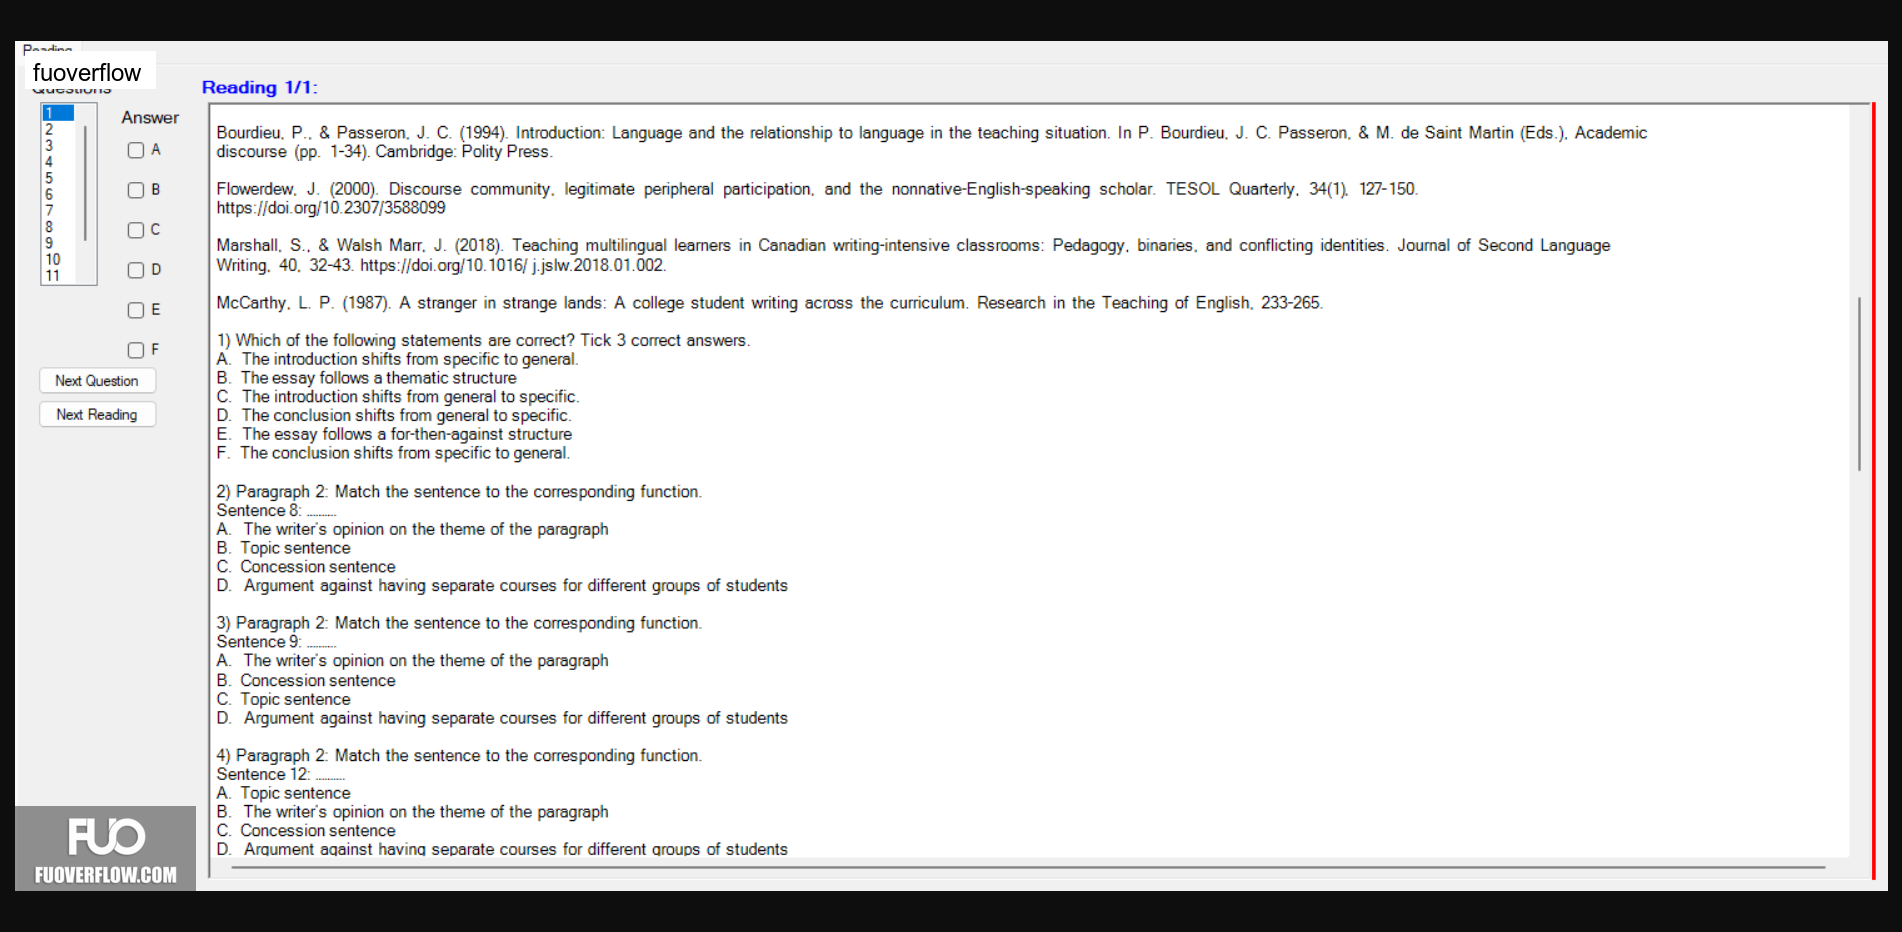 Reading
fuoverflow
Questions
Reading 1/1:
1
2
3
4
5
6
7
8
9
10
11
Answer
A
B
C
D
E
F
Next Question
Next Reading
Bourdieu, P., & Passeron, J. C. (1994). Introduction: Language and the relationship to language in the teaching situation. In P. Bourdieu, J. C. Passeron, & M. de Saint Martin (Eds.), Academic
discourse (pp. 1-34). Cambridge: Polity Press.
Flowerdew, J. (2000). Discourse community, legitimate peripheral participation, and the nonnative-English-speaking scholar. TESOL Quarterly, 34(1), 127-150.
https://doi.org/10.2307/3588099
Marshall, S., & Walsh Marr, J. (2018). Teaching multilingual learners in Canadian writing-intensive classrooms: Pedagogy, binaries, and conflicting identities. Journal of Second Language
Writing, 40, 32-43. https://doi.org/10.1016/ j.jslw.2018.01.002.
McCarthy, L. P. (1987). A stranger in strange lands: A college student writing across the curriculum. Research in the Teaching of English, 233-265.
1) Which of the following statements are correct? Tick 3 correct answers.
A. The introduction shifts from specific to general.
B. The essay follows a thematic structure
C. The introduction shifts from general to specific.
D. The conclusion shifts from general to specific.
E. The essay follows a for-then-against structure
F. The conclusion shifts from specific to general.
2) Paragraph 2: Match the sentence to the corresponding function.
Sentence 8: ..........
A. The writer's opinion on the theme of the paragraph
B. Topic sentence
C. Concession sentence
D. Argument against having separate courses for different groups of students
3) Paragraph 2: Match the sentence to the corresponding function.
Sentence 9: ..........
A. The writer's opinion on the theme of the paragraph
B. Concession sentence
C. Topic sentence
D. Argument against having separate courses for different groups of students
4) Paragraph 2: Match the sentence to the corresponding function.
Sentence 12: ..........
A. Topic sentence
B. The writer's opinion on the theme of the paragraph
C. Concession sentence
D. Argument against having separate courses for different groups of students
FUO
FUOVERFLOW.COM